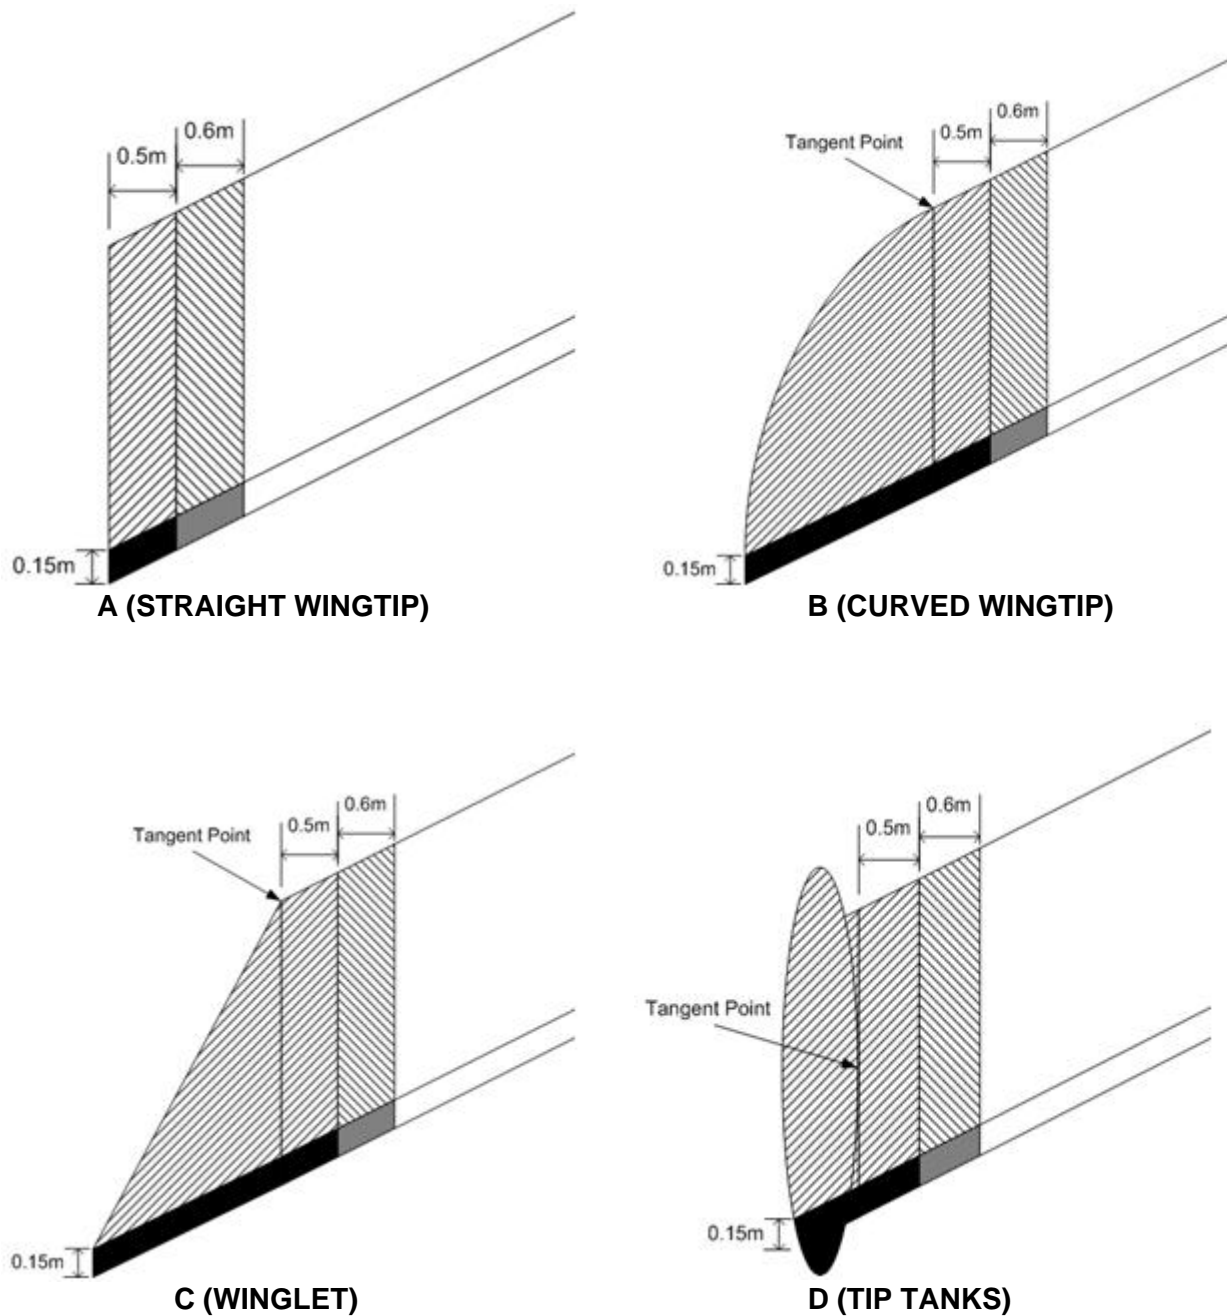 0.6m
0.5m
0.15m
A (STRAIGHT WINGTIP)
0.6m
0.5m
Tangent Point
0.15m
B (CURVED WINGTIP)
0.6m
0.5m
Tangent Point
0.15m
C (WINGLET)
0.6m
0.5m
Tangent Point
0.15m
D (TIP TANKS)